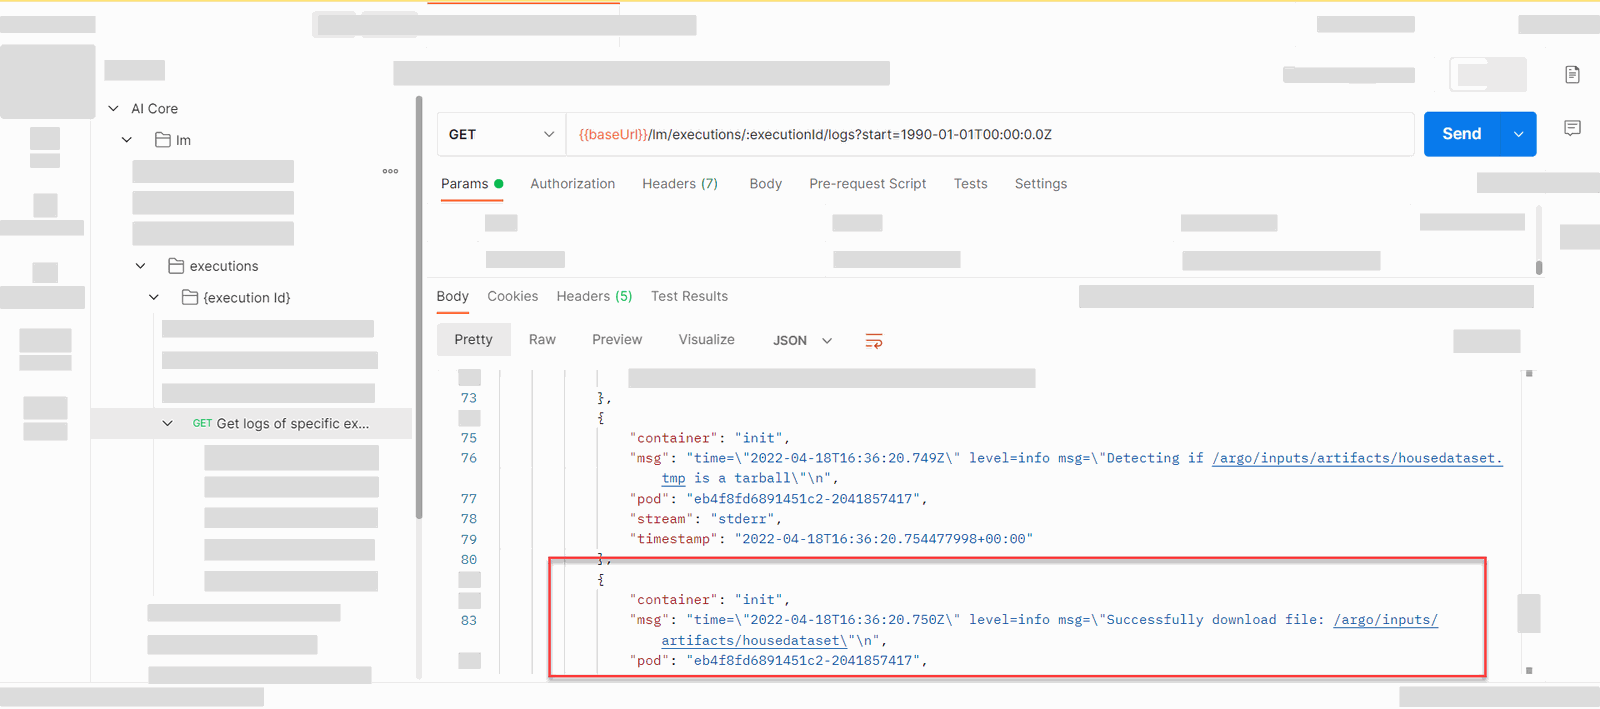 AI Core
lm
executions
{execution Id}
GET Get logs of specific ex...
GET {{baseUrl}}/lm/executions/:executionId/logs?start=1990-01-01T00:00:0.0Z Send
Params Authorization Headers (7) Body Pre-request Script Tests Settings
Body Cookies Headers (5) Test Results
Pretty Raw Preview Visualize JSON
73 },
{
75 "container": "init",
76 "msg": "time=\"2022-04-18T16:36:20.749Z\" level=info msg=\"Detecting if /argo/inputs/artifacts/housedataset.
tmp is a tarball\"\n",
77 "pod": "eb4f8fd6891451c2-2041857417",
78 "stream": "stderr",
79 "timestamp": "2022-04-18T16:36:20.754477998+00:00"
80 },
{
"container": "init",
83 "msg": "time=\"2022-04-18T16:36:20.750Z\" level=info msg=\"Successfully download file: /argo/inputs/
artifacts/housedataset\"\n",
"pod": "eb4f8fd6891451c2-2041857417",